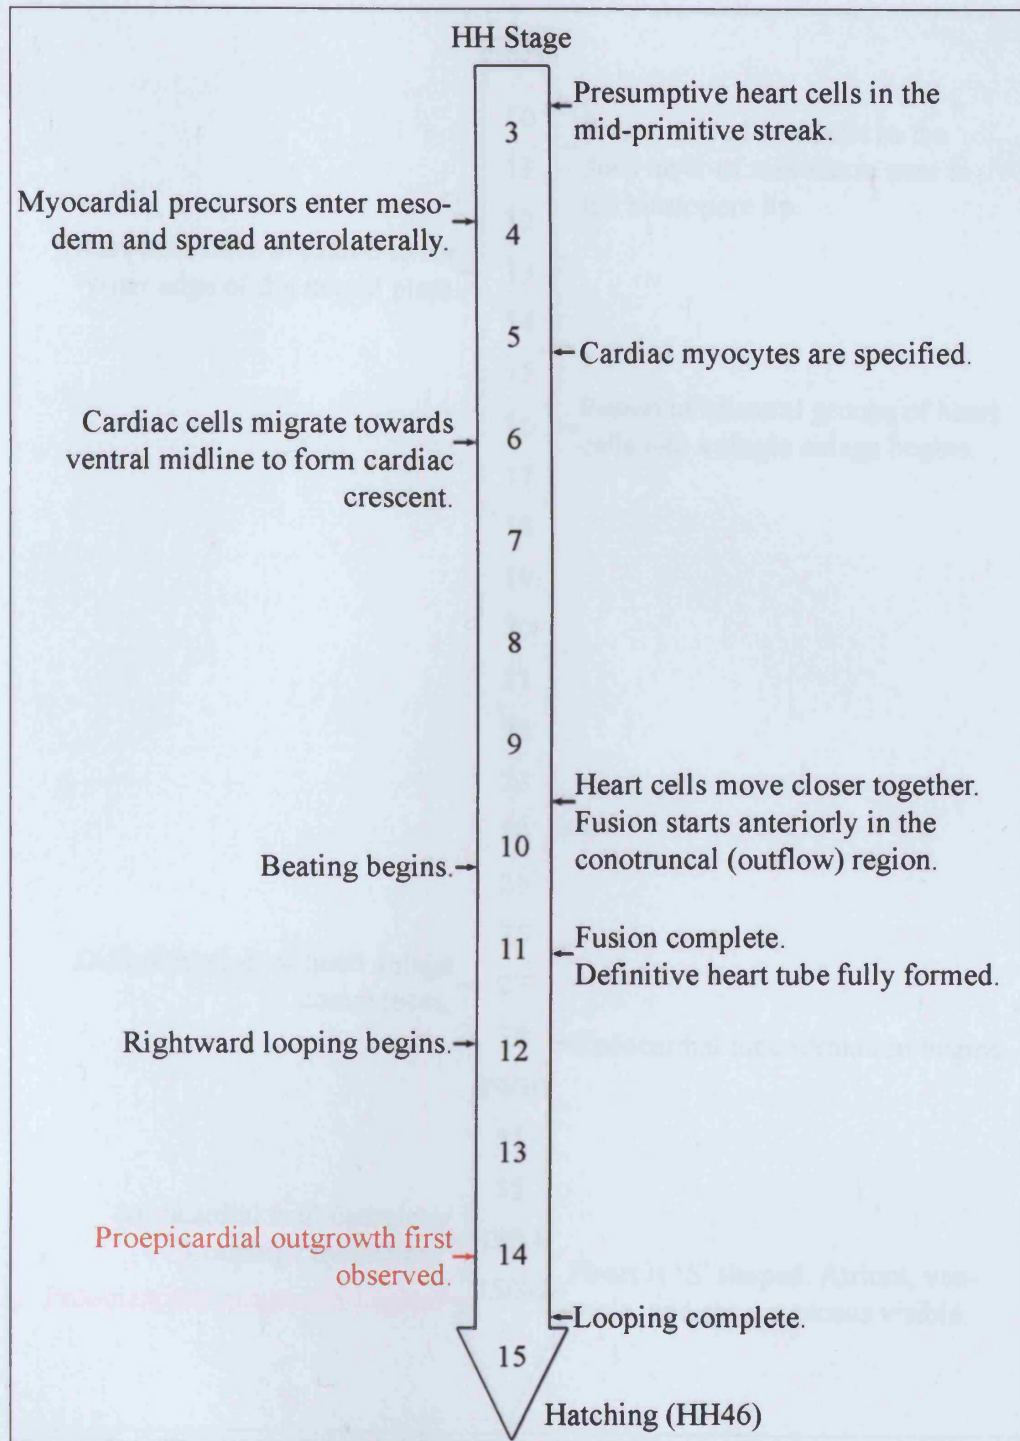 HH Stage
Presumptive heart cells in the
mid-primitive streak.
3
Myocardial precursors enter meso-
derm and spread anterolaterally.
4
5
Cardiac myocytes are specified.
Cardiac cells migrate towards
ventral midline to form cardiac
crescent.
6
7
8
9
Heart cells move closer together.
Fusion starts anteriorly in the
conotruncal (outflow) region.
10
Beating begins.
11
Fusion complete.
Definitive heart tube fully formed.
Rightward looping begins.
12
13
Proepicardial outgrowth first
observed.
14
Looping complete.
15
Hatching (HH46)